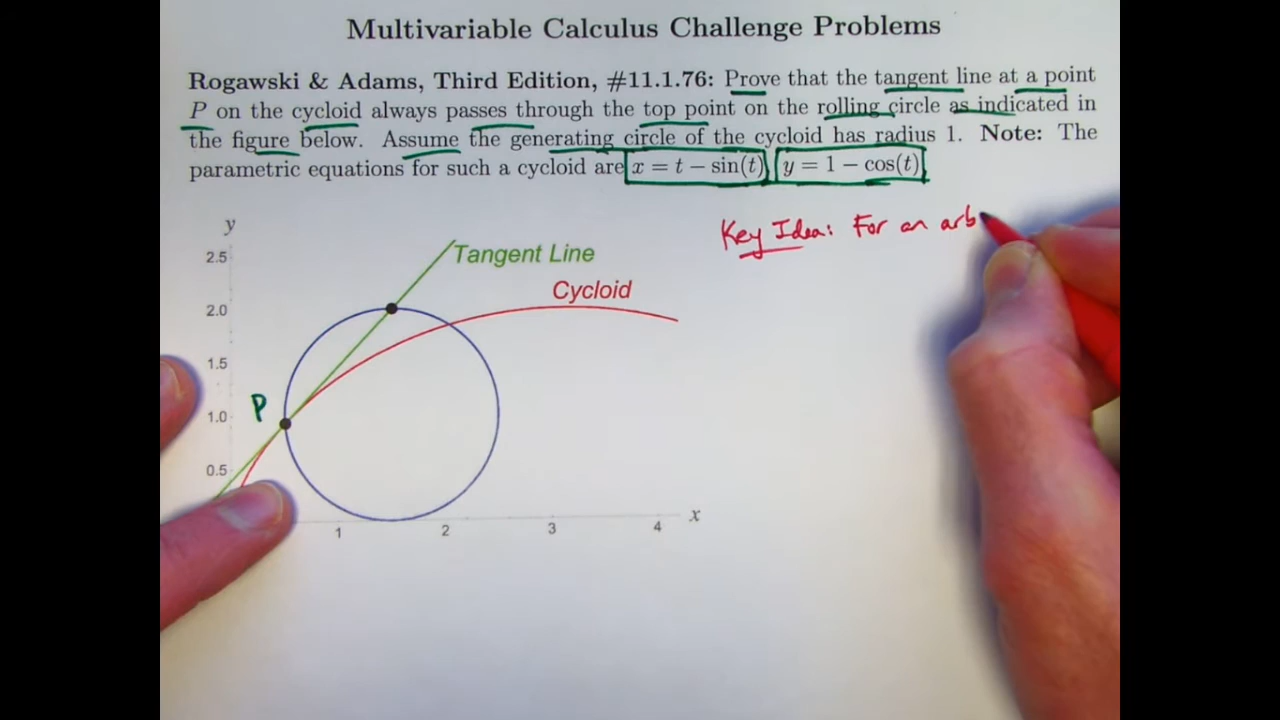 Multivariable Calculus Challenge Problems
Rogawski & Adams, Third Edition, #11.1.76: Prove that the tangent line at a point
P on the cycloid always passes through the top point on the rolling circle as indicated in
the figure below. Assume the generating circle of the cycloid has radius 1. Note: The
parametric equations for such a cycloid are x = t − sin(t), y = 1 − cos(t).
Key Idea: For an arb
y
2.5
Tangent Line
Cycloid
2.0
1.5
P
1.0
0.5
x
1 2 3 4